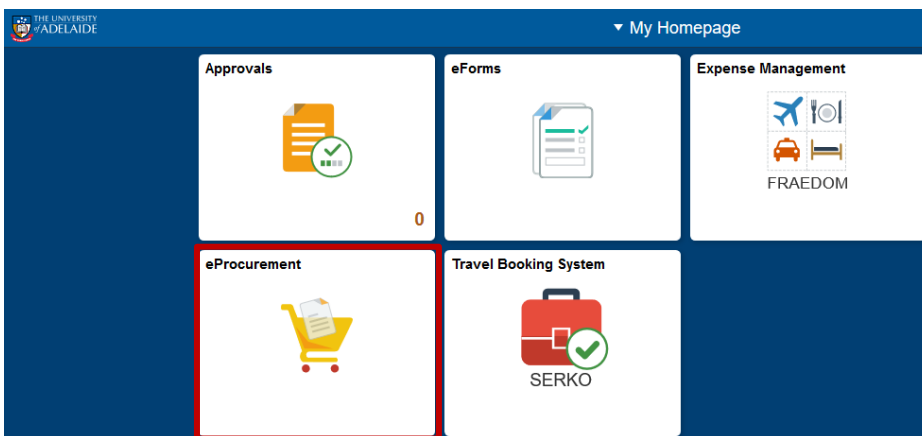 THE UNIVERSITY
of ADELAIDE
My Homepage
Approvals
eForms
Expense Management
FRAEDOM
0
eProcurement
Travel Booking System
SERKO